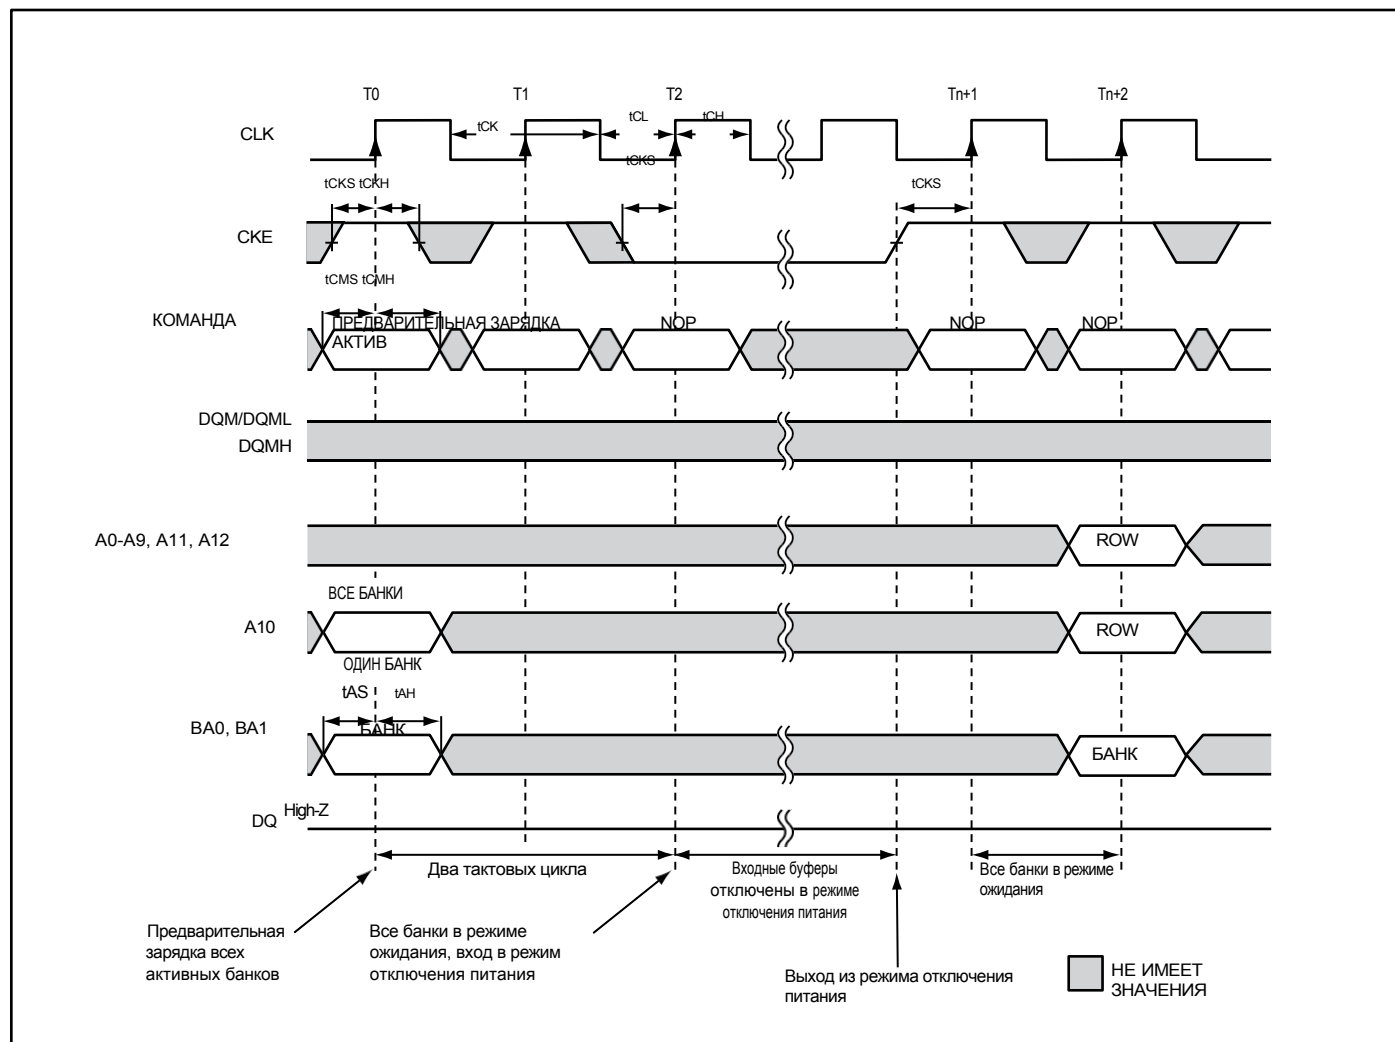 T0 T1 T2 Tn+1 Tn+2
CLK
tCK tCL tCH
tCKS
tCKS tCKH
tCKS
CKE
tCMS tCMH
КОМАНДА
ПРЕДВАРИТЕЛЬНАЯ ЗАРЯДКА NOP NOP NOP
АКТИВ
DQM/DQML
DQMH
A0-A9, A11, A12
ROW
ВСЕ БАНКИ
A10
ROW
ОДИН БАНК
tAS tAH
BA0, BA1
БАНК
БАНК
DQ High-Z
Два тактовых цикла
Входные буферы
отключены в режиме
отключения питания
Все банки в режиме
ожидания
Предварительная
зарядка всех
активных банков
Все банки в режиме
ожидания, вход в режим
отключения питания
Выход из режима отключения
питания
НЕ ИМЕЕТ
ЗНАЧЕНИЯ